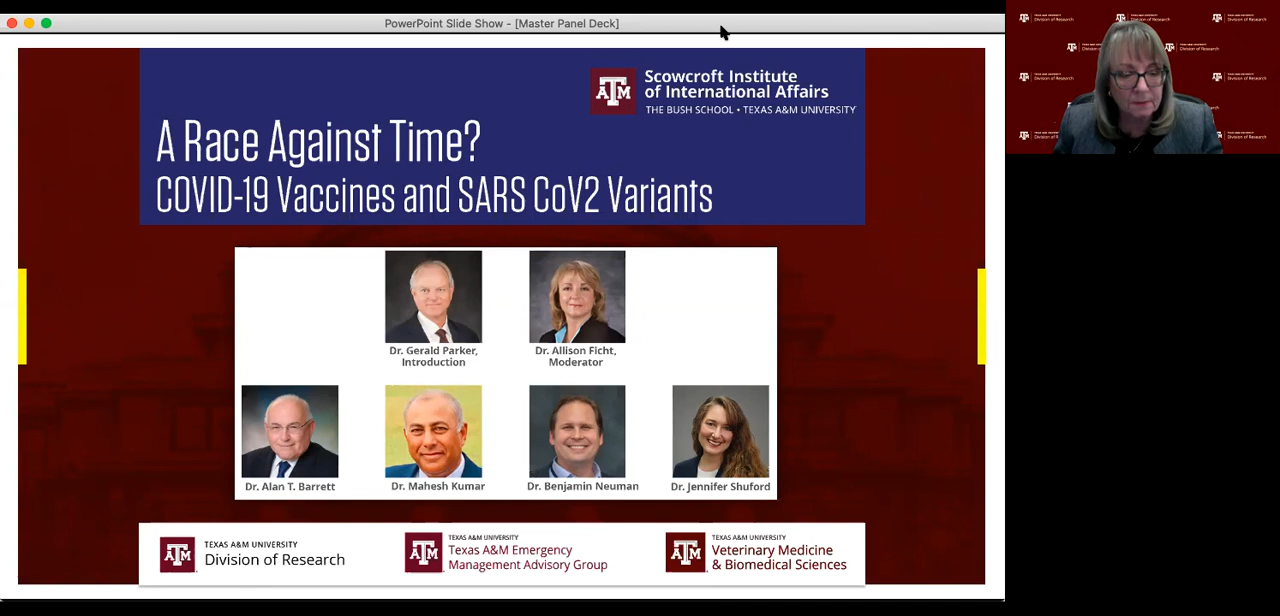 PowerPoint Slide Show - [Master Panel Deck]
Scowcroft Institute
of International Affairs
THE BUSH SCHOOL • TEXAS A&M UNIVERSITY
A Race Against Time?
COVID-19 Vaccines and SARS CoV2 Variants
Dr. Gerald Parker,
Introduction
Dr. Allison Ficht,
Moderator
Dr. Alan T. Barrett
Dr. Mahesh Kumar
Dr. Benjamin Neuman
Dr. Jennifer Shuford
TEXAS A&M UNIVERSITY
Division of Research
TEXAS A&M UNIVERSITY
Texas A&M Emergency
Management Advisory Group
TEXAS A&M UNIVERSITY
Veterinary Medicine
& Biomedical Sciences